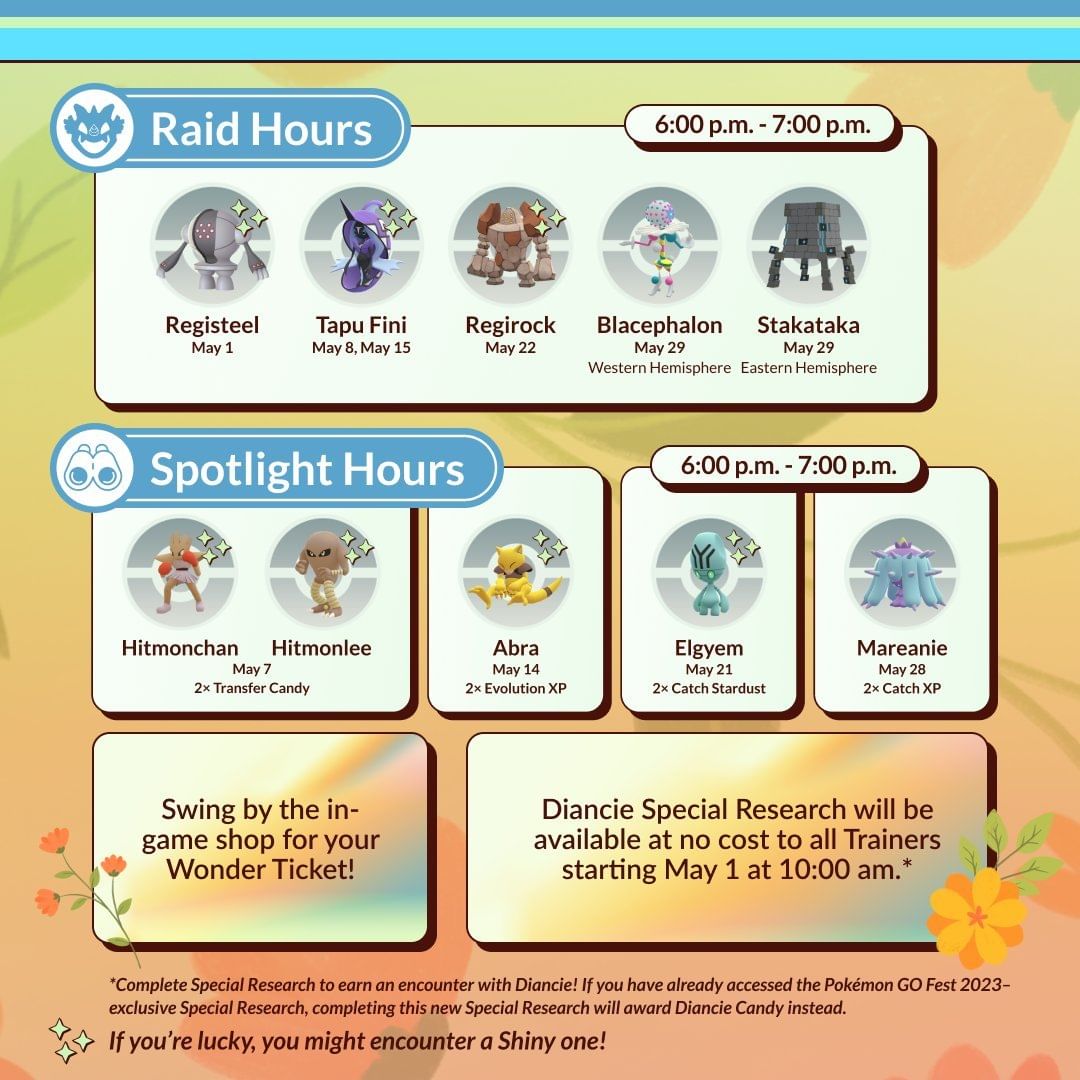 Raid Hours
6:00 p.m. - 7:00 p.m.
Registeel
May 1
Tapu Fini
May 8, May 15
Regirock
May 22
Blacephalon
May 29
Western Hemisphere
Stakataka
May 29
Eastern Hemisphere
Spotlight Hours
6:00 p.m. - 7:00 p.m.
Hitmonchan Hitmonlee
May 7
2× Transfer Candy
Abra
May 14
2× Evolution XP
Elgyem
May 21
2× Catch Stardust
Mareanie
May 28
2× Catch XP
Swing by the in-
game shop for your
Wonder Ticket!
Diancie Special Research will be
available at no cost to all Trainers
starting May 1 at 10:00 am.*
*Complete Special Research to earn an encounter with Diancie! If you have already accessed the Pokémon GO Fest 2023–
exclusive Special Research, completing this new Special Research will award Diancie Candy instead.
If you’re lucky, you might encounter a Shiny one!